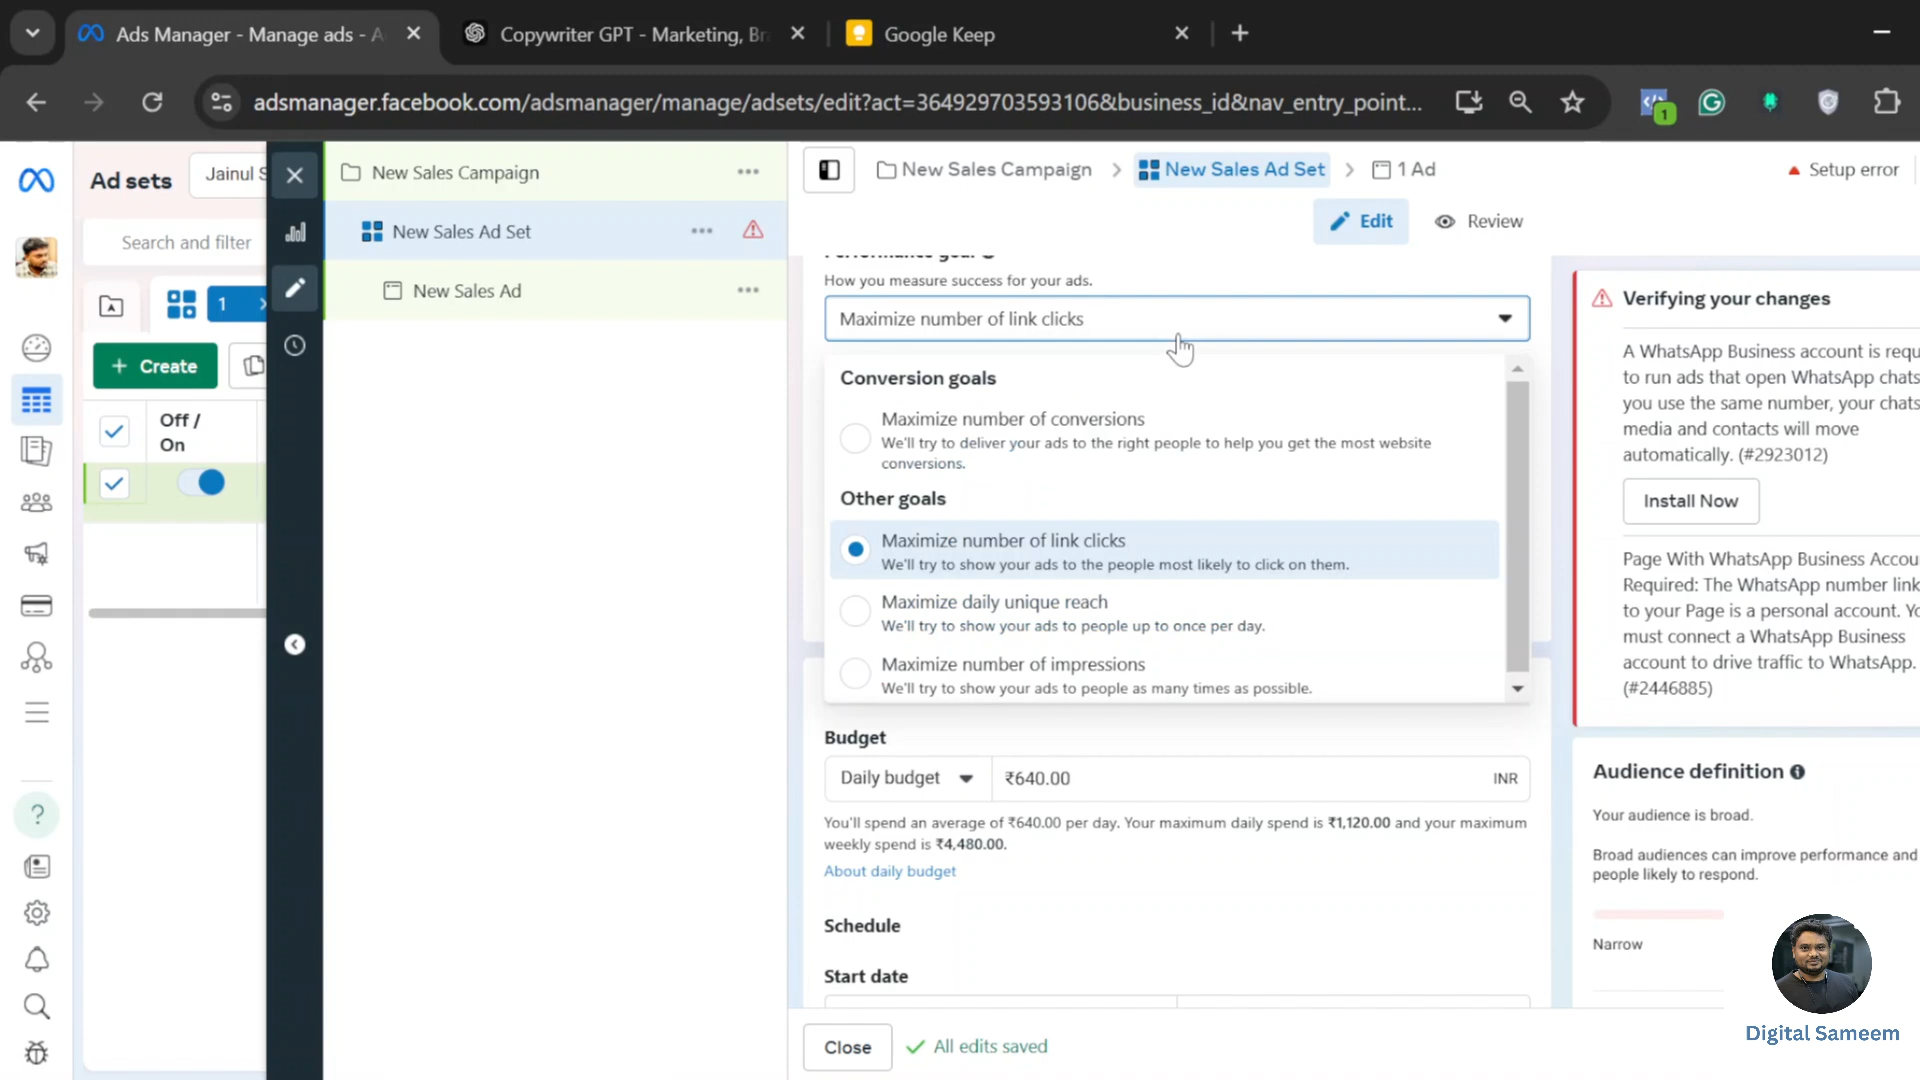 Ads Manager - Manage ads - A
Copywriter GPT - Marketing, Br
Google Keep
adsmanager.facebook.com/adsmanager/manage/adsets/edit?act=364929703593106&business_id&nav_entry_point...
1
Ad sets
Jainul S
Search and filter
1
+ Create
Off /
On
New Sales Campaign
New Sales Ad Set
New Sales Ad
New Sales Campaign
New Sales Ad Set
1 Ad
Setup error
Edit
Review
Performance goal
How you measure success for your ads.
Maximize number of link clicks
Conversion goals
Maximize number of conversions
We'll try to deliver your ads to the right people to help you get the most website
conversions.
Other goals
Maximize number of link clicks
We'll try to show your ads to the people most likely to click on them.
Maximize daily unique reach
We'll try to show your ads to people up to once per day.
Maximize number of impressions
We'll try to show your ads to people as many times as possible.
Budget
Daily budget
₹640.00
INR
You'll spend an average of ₹640.00 per day. Your maximum daily spend is ₹1,120.00 and your maximum
weekly spend is ₹4,480.00.
About daily budget
Schedule
Start date
Close
All edits saved
Verifying your changes
A WhatsApp Business account is requ
to run ads that open WhatsApp chats
you use the same number, your chats
media and contacts will move
automatically. (#2923012)
Install Now
Page With WhatsApp Business Accou
Required: The WhatsApp number link
to your Page is a personal account. Yo
must connect a WhatsApp Business
account to drive traffic to WhatsApp.
(#2446885)
Audience definition
Your audience is broad.
Broad audiences can improve performance and
people likely to respond.
Narrow
Digital Sameem